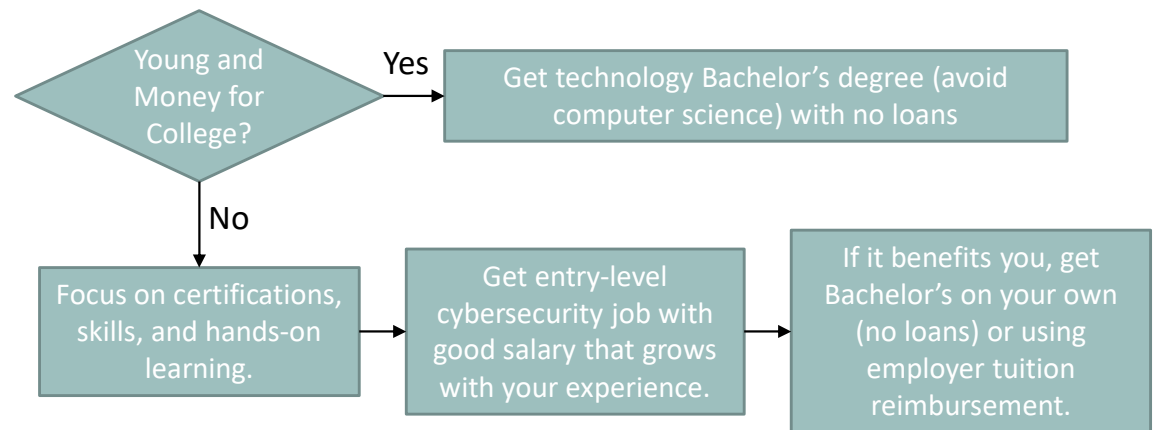 Young and
Money for
College?
Yes
Get technology Bachelor’s degree (avoid
computer science) with no loans
No
Focus on certifications,
skills, and hands-on
learning.
Get entry-level
cybersecurity job with
good salary that grows
with your experience.
If it benefits you, get
Bachelor’s on your own
(no loans) or using
employer tuition
reimbursement.